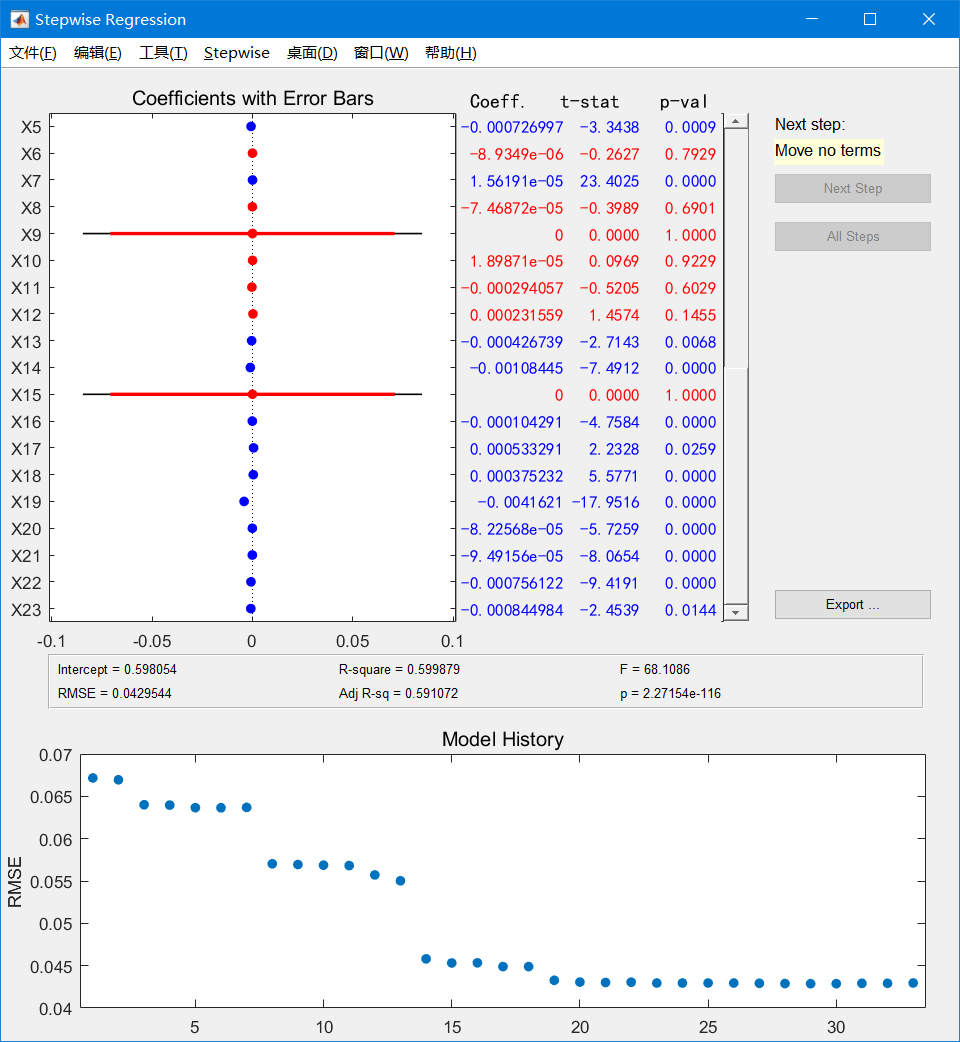 Stepwise Regression
文件(F) 编辑(E) 工具(T) Stepwise 桌面(D) 窗口(W) 帮助(H)
Coefficients with Error Bars Coeff. t-stat p-val
X5 -0.000726997 -3.3438 0.0009
X6 -8.9349e-06 -0.2627 0.7929
X7 1.56191e-05 23.4025 0.0000
X8 -7.46872e-05 -0.3989 0.6901
X9 0 0.0000 1.0000
X10 1.89871e-05 0.0969 0.9229
X11 -0.000294057 -0.5205 0.6029
X12 0.000231559 1.4574 0.1455
X13 -0.000426739 -2.7143 0.0068
X14 -0.00108445 -7.4912 0.0000
X15 0 0.0000 1.0000
X16 -0.000104291 -4.7584 0.0000
X17 0.000533291 2.2328 0.0259
X18 0.000375232 5.5771 0.0000
X19 -0.0041621 -17.9516 0.0000
X20 -8.22568e-05 -5.7259 0.0000
X21 -9.49156e-05 -8.0654 0.0000
X22 -0.000756122 -9.4191 0.0000
X23 -0.000844984 -2.4539 0.0144
-0.1 -0.05 0 0.05 0.1
Next step:
Move no terms
Next Step
All Steps
Export ...
Intercept = 0.598054 R-square = 0.599879 F = 68.1086
RMSE = 0.0429544 Adj R-sq = 0.591072 p = 2.27154e-116
Model History
0.07
0.065
0.06
0.055
0.05
0.045
0.04
RMSE
5 10 15 20 25 30